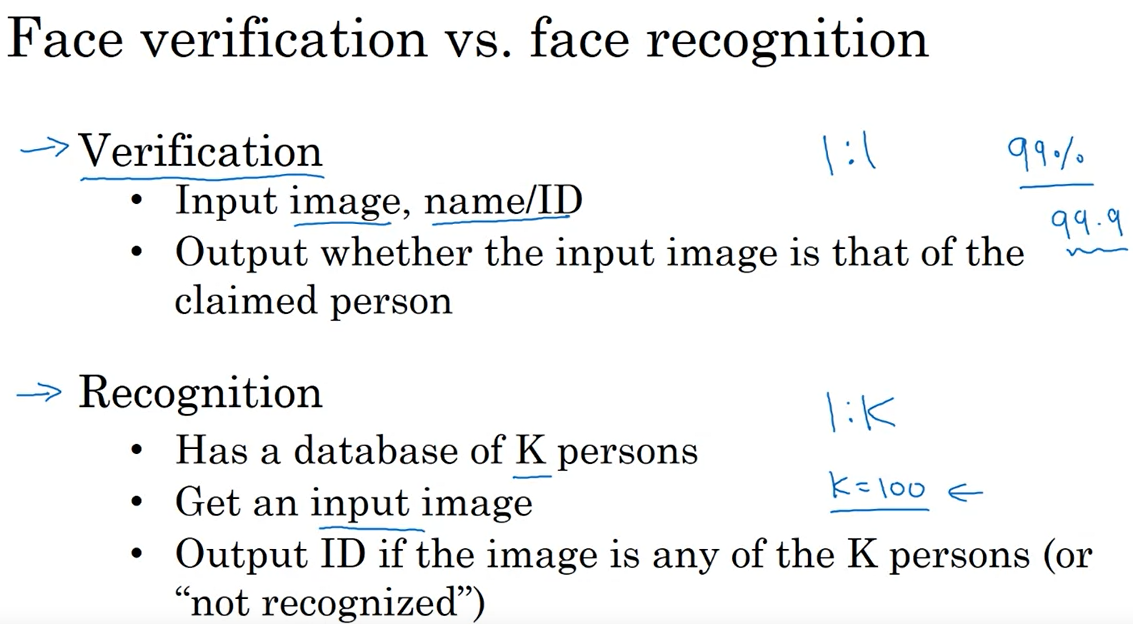 Face verification vs. face recognition
→ Verification 1:1 99%
• Input image, name/ID 99.9
• Output whether the input image is that of the
claimed person
→ Recognition 1:K
• Has a database of K persons
• Get an input image K=100 ←
• Output ID if the image is any of the K persons (or
“not recognized”)